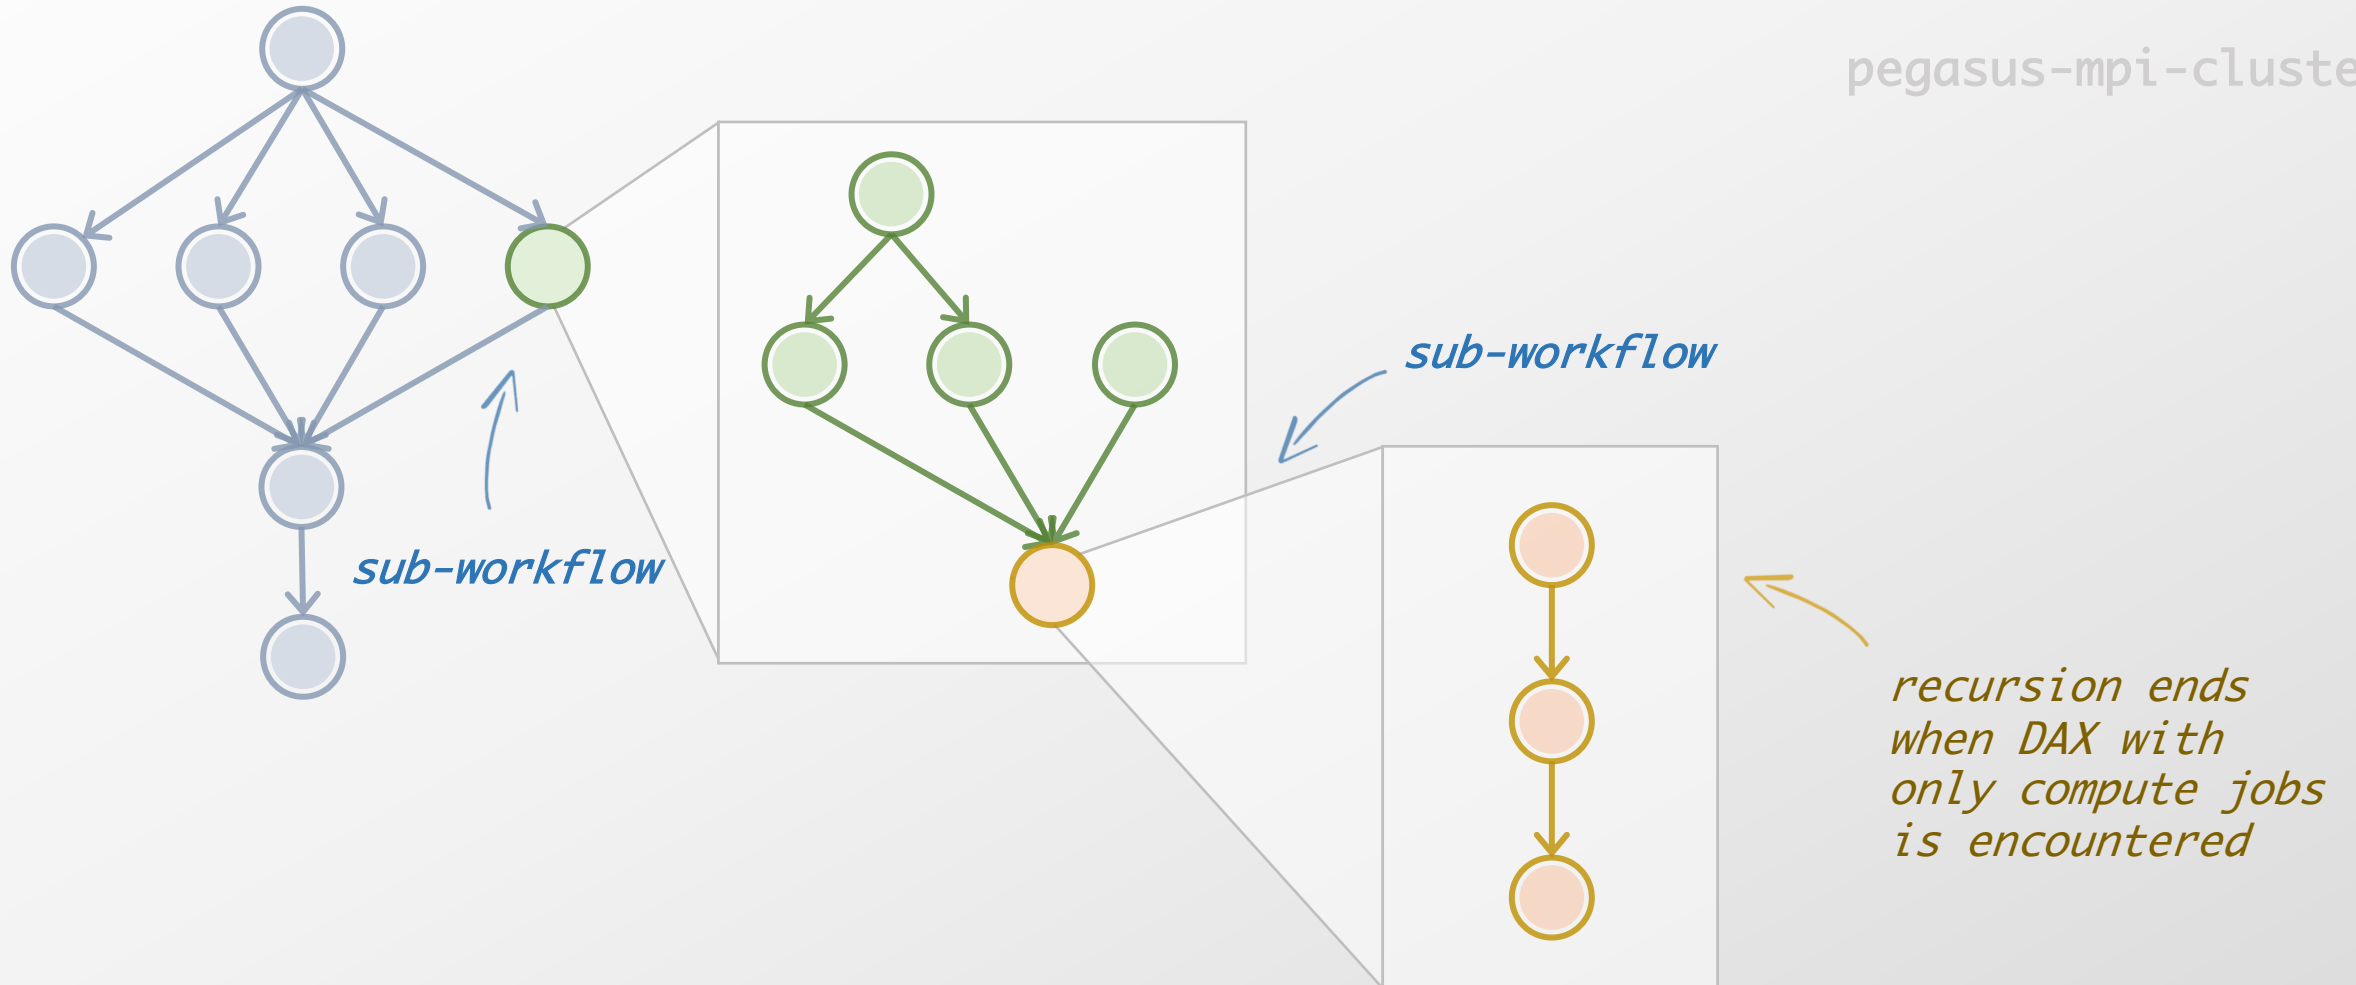 pegasus-mpi-cluste
sub-workflow
sub-workflow
recursion ends
when DAX with
only compute jobs
is encountered